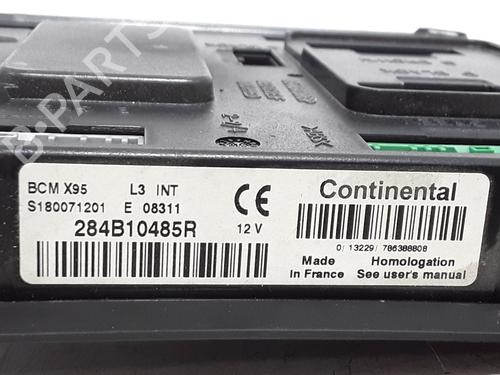 B-PARTS
BCM X95 L3 INT
S180071201 E 08311
284B10485R 12 V
CE
Continental
0/ 13229/ 786388808
Made in France
Homologation See user's manual